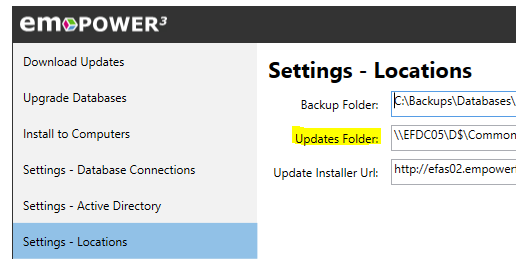 emPOWER³
Download Updates
Upgrade Databases
Install to Computers
Settings - Database Connections
Settings - Active Directory
Settings - Locations
Settings - Locations
Backup Folder: C:\Backups\Databases\
Updates Folder: \\EFDC05\D$\Common
Update Installer Url: http://efas02.empower